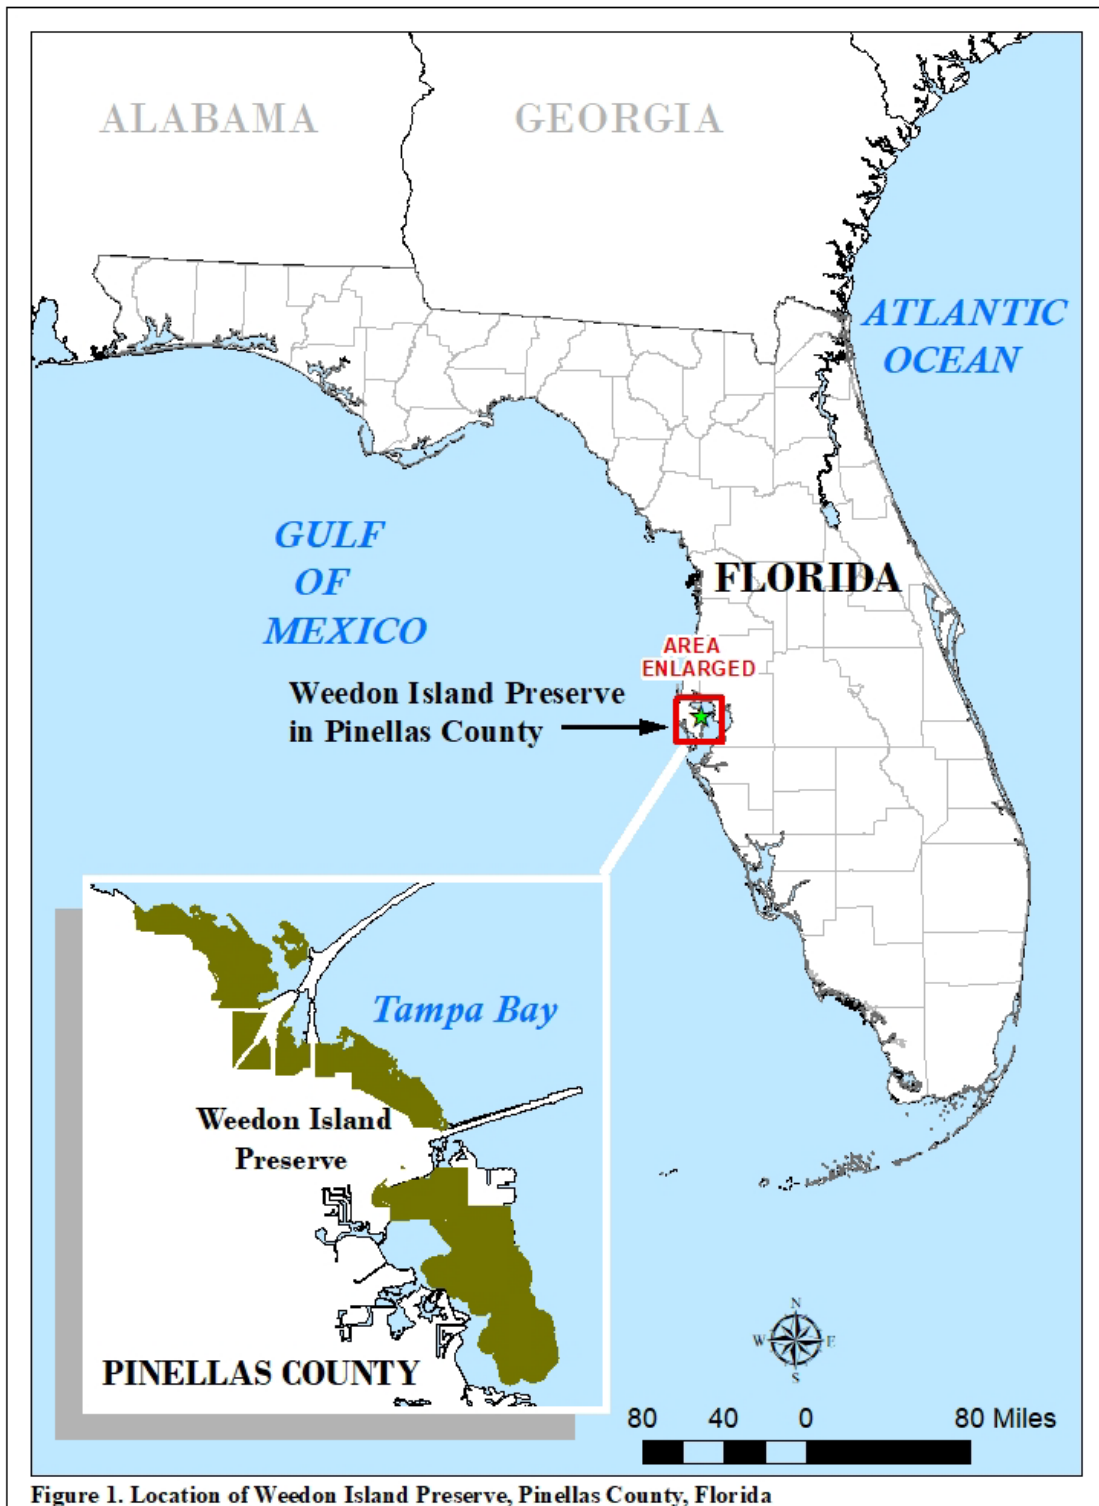 ALABAMA
GEORGIA
ATLANTIC
OCEAN
GULF
OF
MEXICO
FLORIDA
AREA
ENLARGED
Weedon Island Preserve
in Pinellas County
Tampa Bay
Weedon Island
Preserve
PINELLAS COUNTY
N
W
E
S
80 40 0 80 Miles
Figure 1. Location of Weedon Island Preserve, Pinellas County, Florida